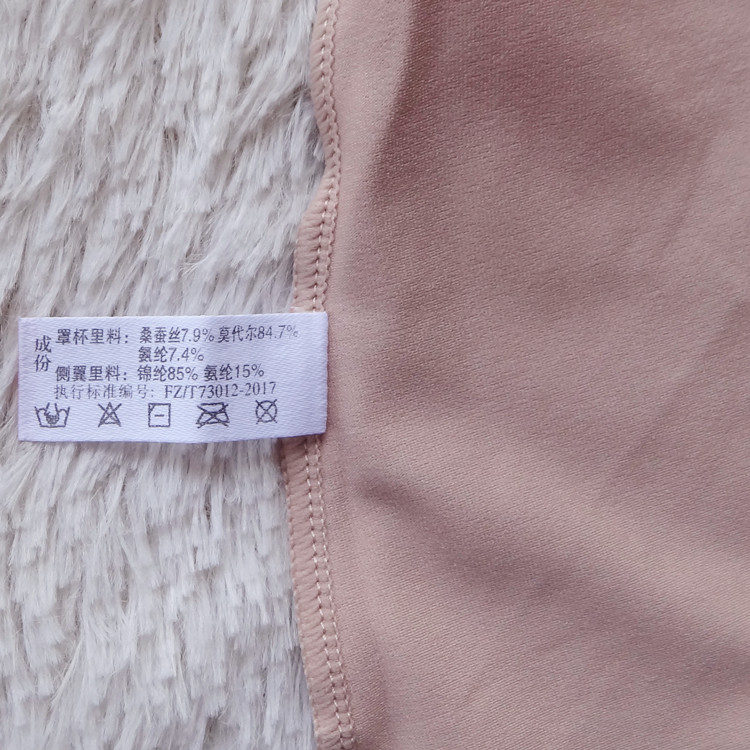 成份
罩杯里料：桑蚕丝7.9% 莫代尔84.7%
氨纶7.4%
侧翼里料：锦纶85% 氨纶15%
执行标准编号：FZ/T73012-2017